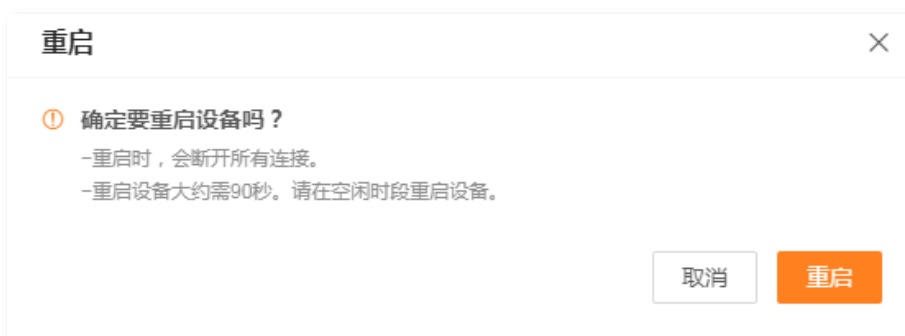 重启
确定要重启设备吗？
-重启时，会断开所有连接。
-重启设备大约需90秒。请在空闲时段重启设备。
取消
重启